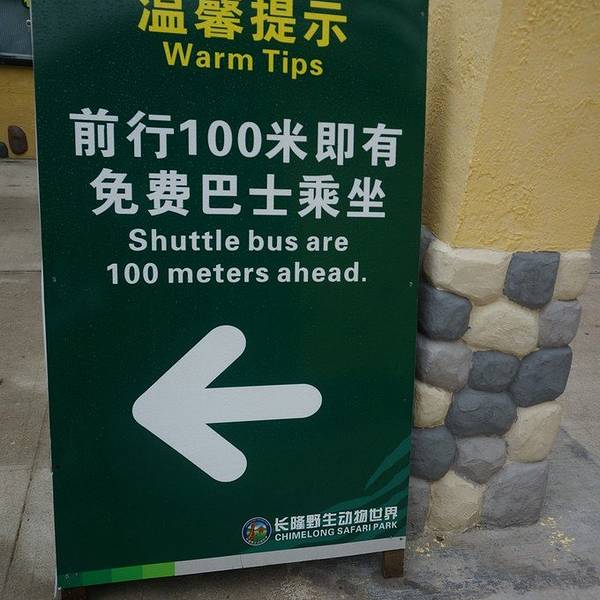 温馨提示
Warm Tips
前行100米即有
免费巴士乘坐
Shuttle bus are
100 meters ahead.
长隆野生动物世界
CHIMELONG SAFARI PARK